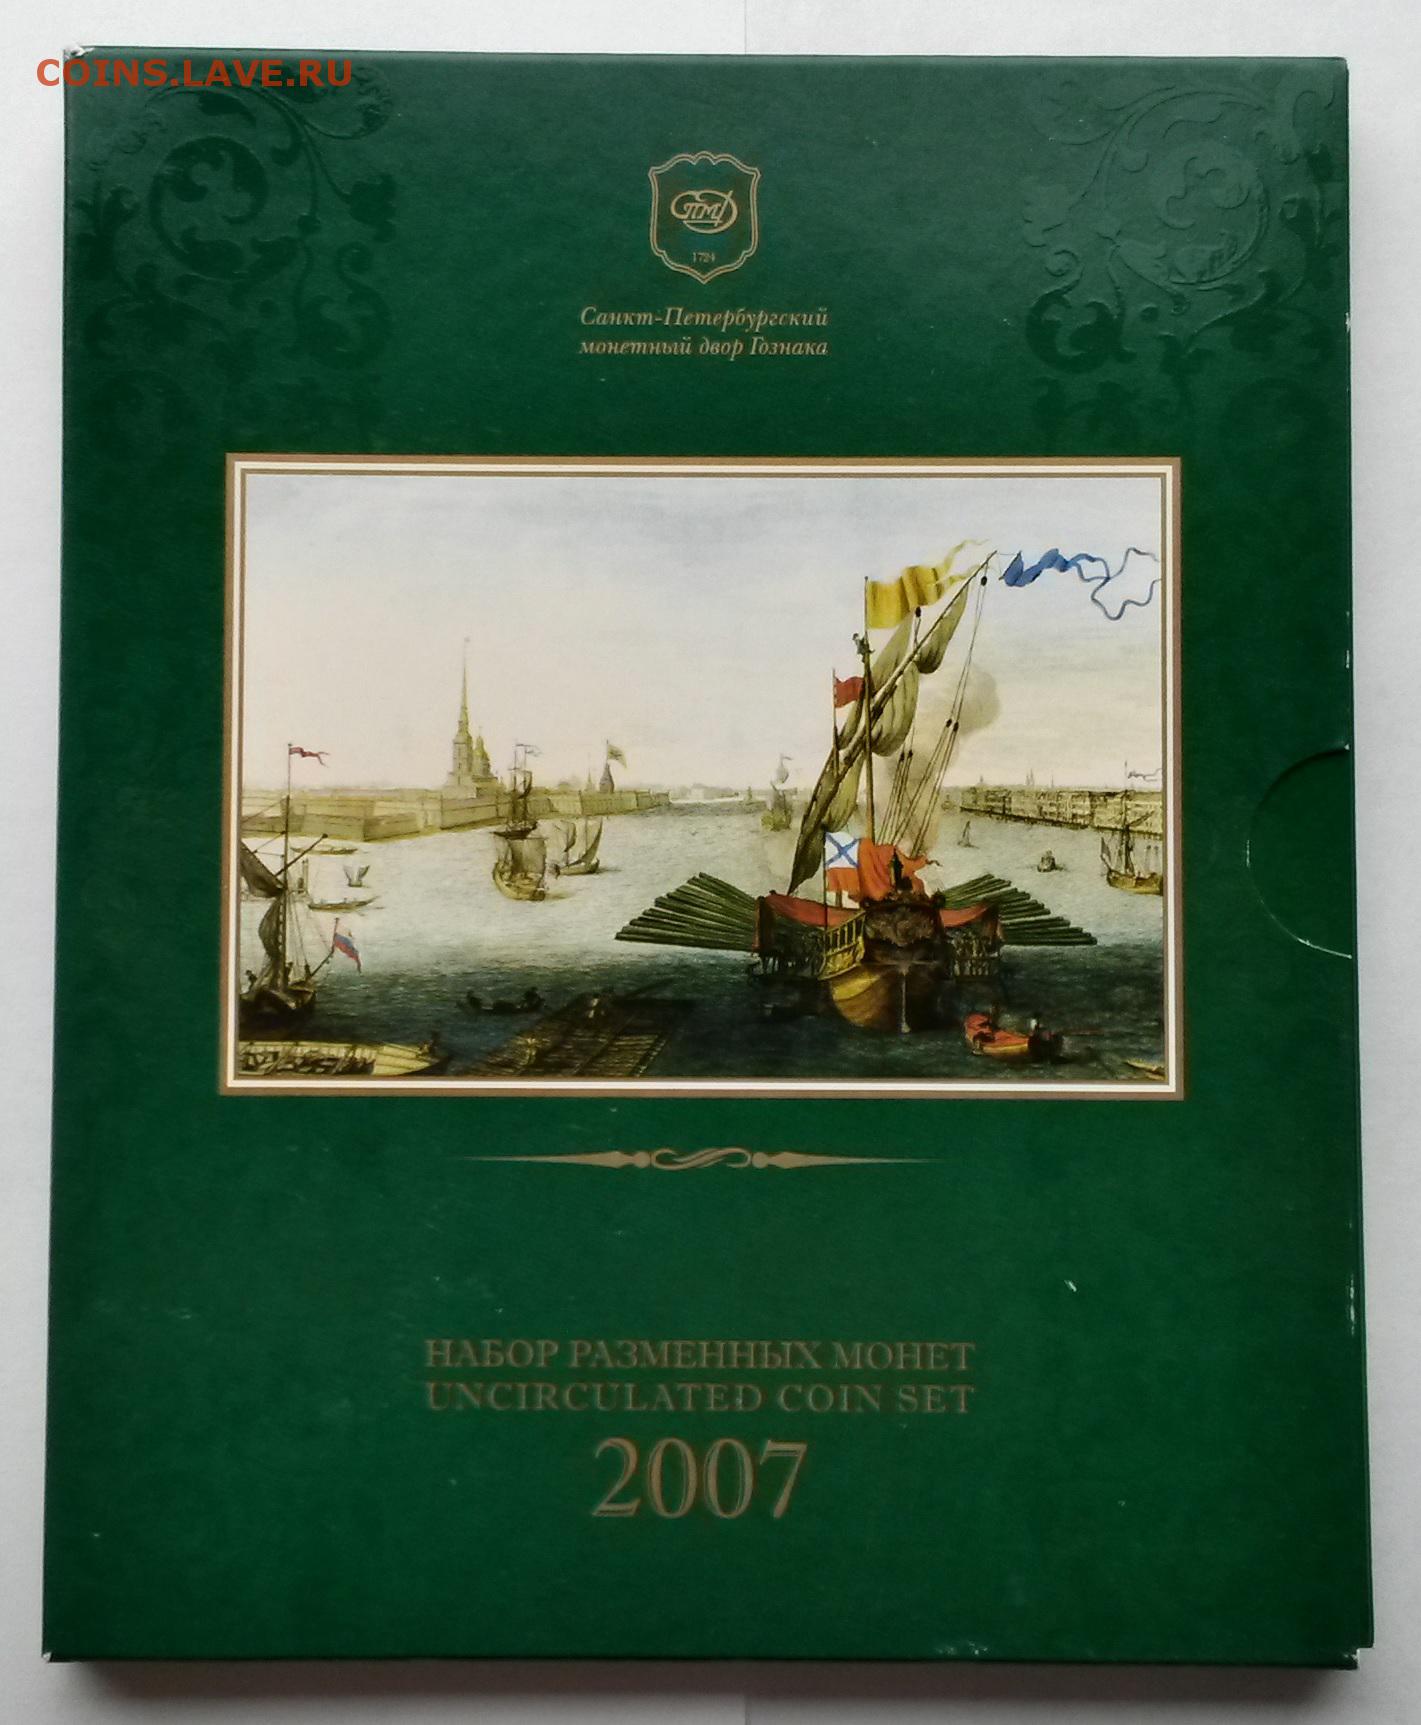 COINS.LAVE.RU
СПМД
1724
Санкт-Петербургский
монетный двор Гознака
НАБОР РАЗМЕННЫХ МОНЕТ
UNCIRCULATED COIN SET
2007